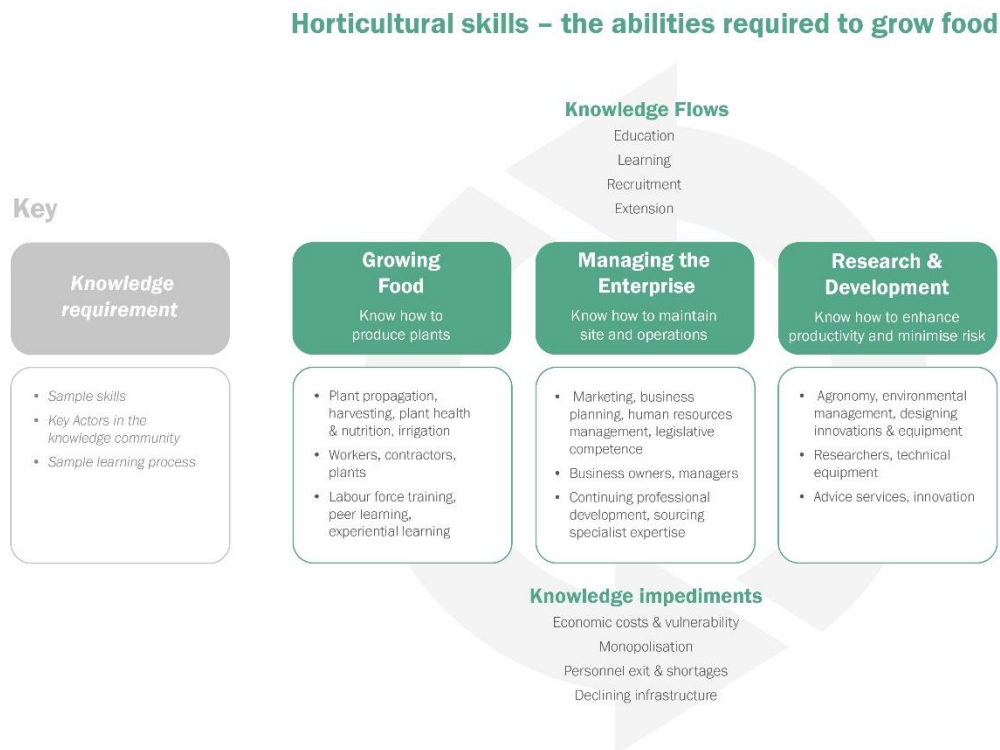 Horticultural skills – the abilities required to grow food
Knowledge Flows
Education
Learning
Recruitment
Extension
Key
Knowledge
requirement
• Sample skills
• Key Actors in the
knowledge community
• Sample learning process
Growing
Food
Know how to
produce plants
• Plant propagation,
harvesting, plant health
& nutrition, irrigation
• Workers, contractors,
plants
• Labour force training,
peer learning,
experiential learning
Managing the
Enterprise
Know how to maintain
site and operations
• Marketing, business
planning, human resources
management, legislative
competence
• Business owners, managers
• Continuing professional
development, sourcing
specialist expertise
Research &
Development
Know how to enhance
productivity and minimise risk
• Agronomy, environmental
management, designing
innovations & equipment
• Researchers, technical
equipment
• Advice services, innovation
Knowledge impediments
Economic costs & vulnerability
Monopolisation
Personnel exit & shortages
Declining infrastructure